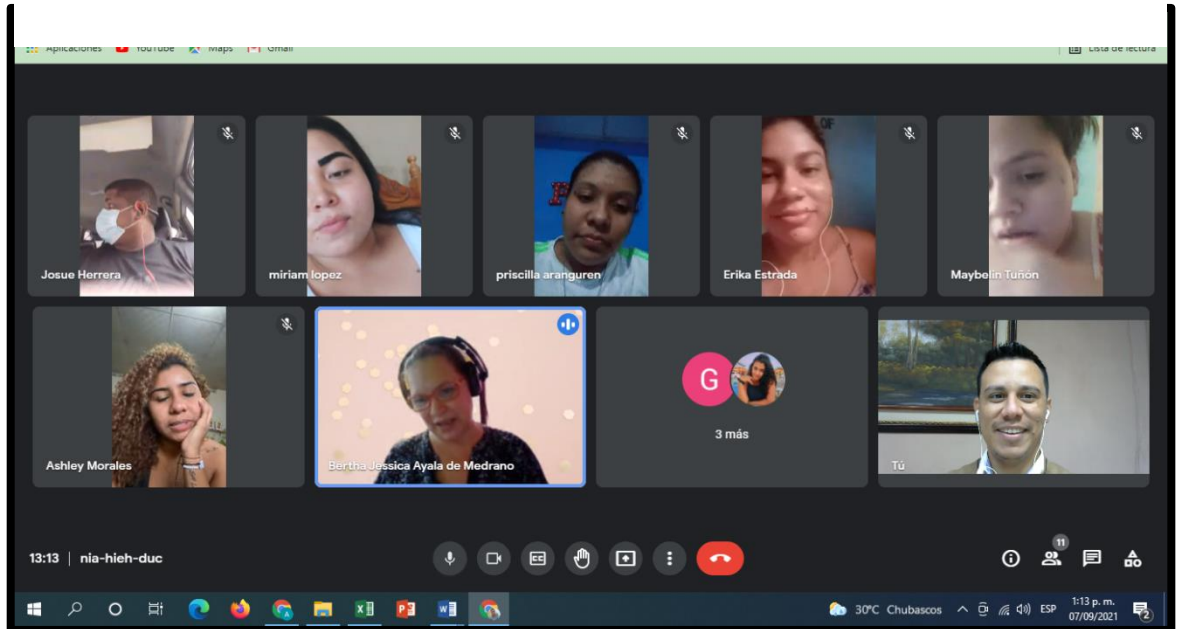 Aplicaciones YouTube Maps Gmail Lista de lectura
Josue Herrera
miriam lopez
priscilla aranguren
Erika Estrada
Maybelin Tuñon
Ashley Morales
Bertha Jessica Ayala de Medrano
G
3 más
Tú
13:13 | nia-hieh-duc
11
30°C Chubascos ESP 1:13 p. m.
07/09/2021
2